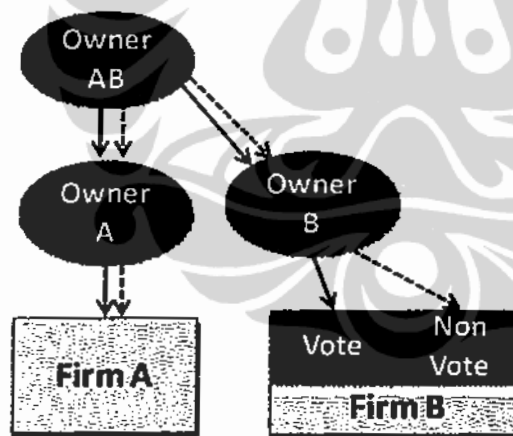 Owner
AB
Owner
A
Owner
B
Firm A
Vote
Non
Vote
Firm B